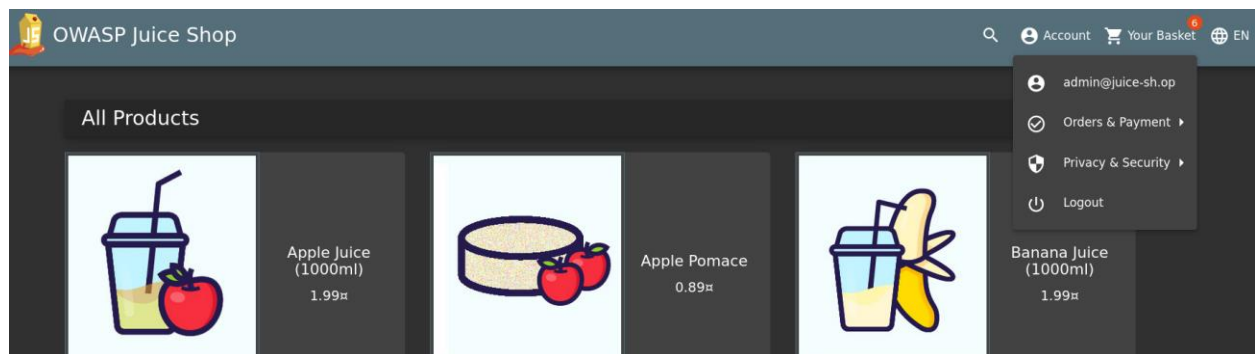 OWASP Juice Shop
Account
6
Your Basket
EN
admin@juice-sh.op
Orders & Payment
Privacy & Security
Logout
All Products
Apple Juice
(1000ml)
1.99¤
Apple Pomace
0.89¤
Banana Juice
(1000ml)
1.99¤